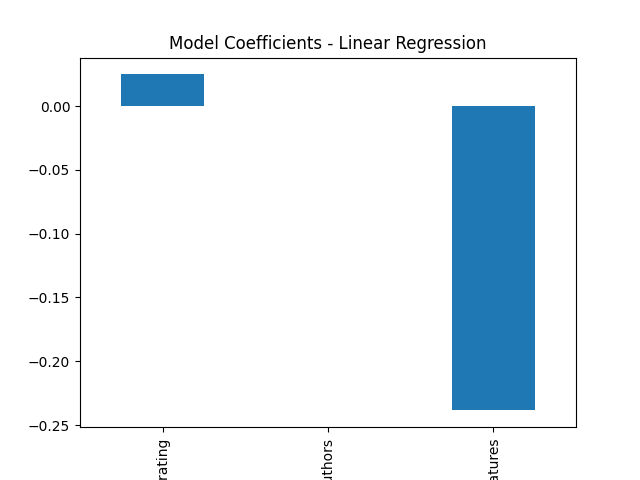 Model Coefficients - Linear Regression
0.00
−0.05
−0.10
−0.15
−0.20
−0.25
rating
uthors
atures